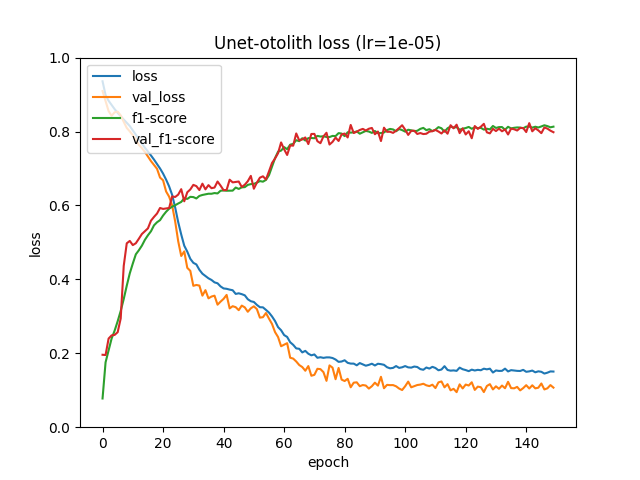 Unet-otolith loss (lr=1e-05)
loss
val_loss
f1-score
val_f1-score
1.0
0.8
0.6
0.4
0.2
0.0
loss
0 20 40 60 80 100 120 140
epoch